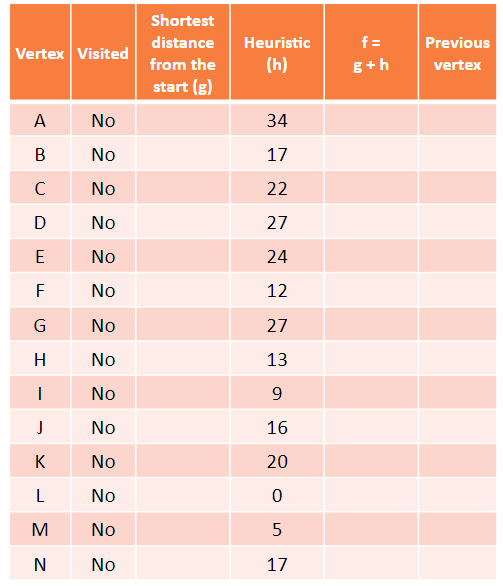 Vertex Visited Shortest distance from the start (g) Heuristic (h) f = g + h Previous vertex
A No 34
B No 17
C No 22
D No 27
E No 24
F No 12
G No 27
H No 13
I No 9
J No 16
K No 20
L No 0
M No 5
N No 17